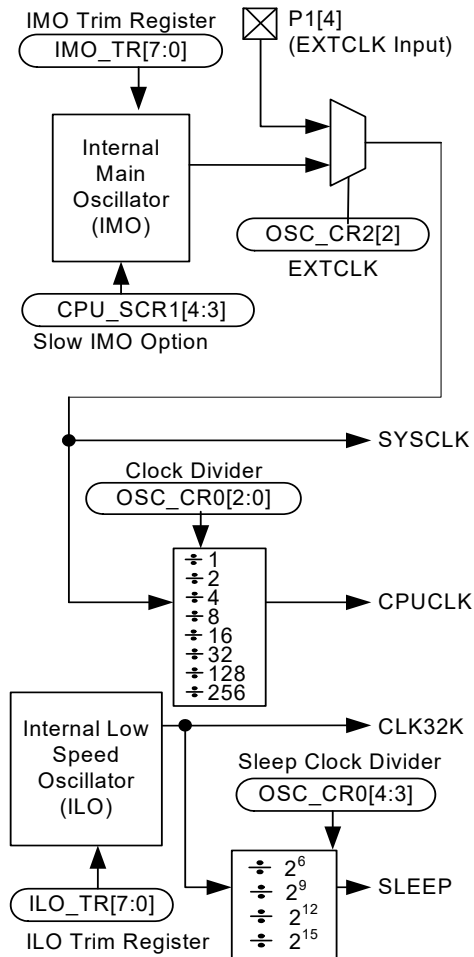 IMO Trim Register
IMO_TR[7:0]
P1[4]
(EXTCLK Input)
Internal
Main
Oscillator
(IMO)
OSC_CR2[2]
EXTCLK
CPU_SCR1[4:3]
Slow IMO Option
SYSCLK
Clock Divider
OSC_CR0[2:0]
÷ 1
÷ 2
÷ 4
÷ 8
÷ 16
÷ 32
÷ 128
÷ 256
CPUCLK
Internal Low
Speed
Oscillator
(ILO)
CLK32K
Sleep Clock Divider
OSC_CR0[4:3]
÷ 2⁶
÷ 2⁹
÷ 2¹²
÷ 2¹⁵
SLEEP
ILO_TR[7:0]
ILO Trim Register